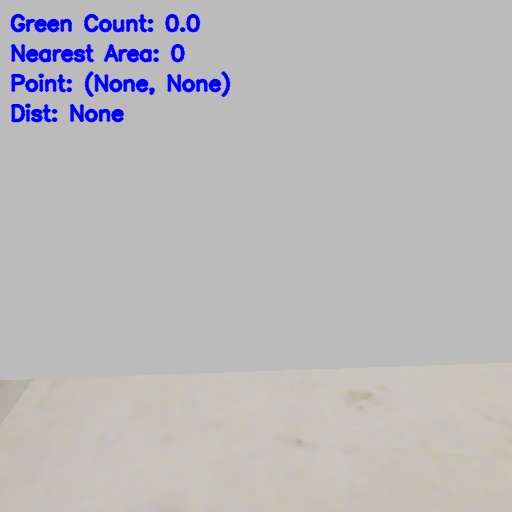 Green Count: 0.0
Nearest Area: 0
Point: (None, None)
Dist: None